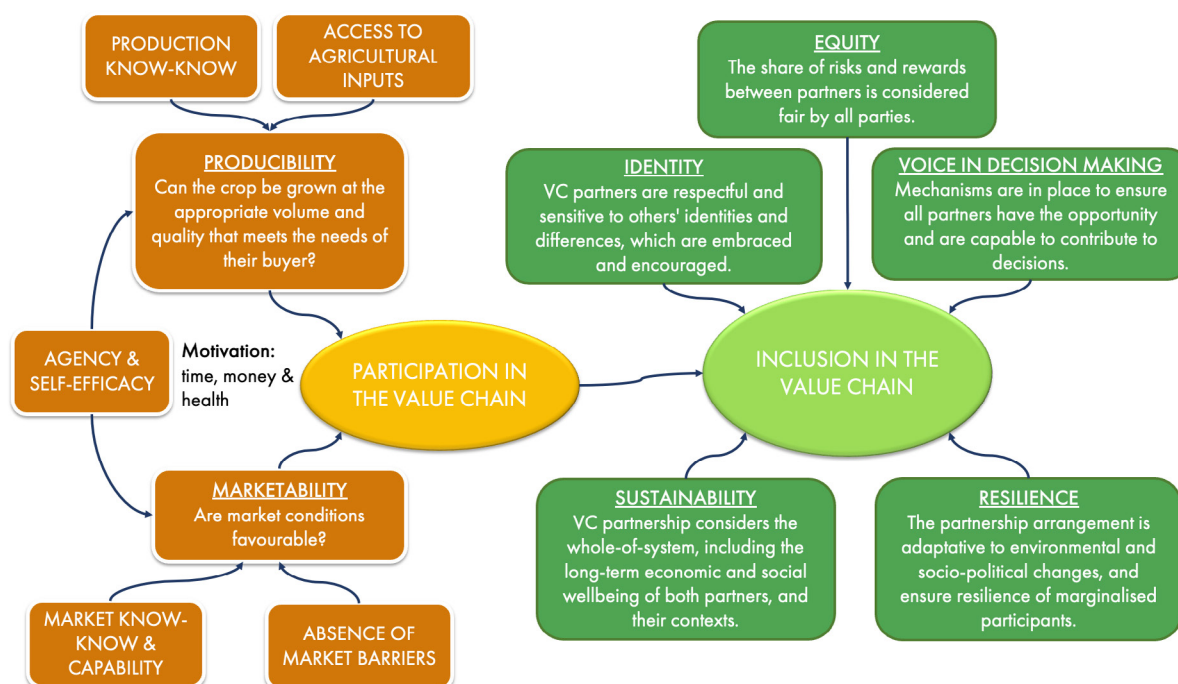 PRODUCTION
KNOW-KNOW
ACCESS TO
AGRICULTURAL
INPUTS
PRODUCIBILITY
Can the crop be grown at the
appropriate volume and
quality that meets the needs of
their buyer?
AGENCY &
SELF-EFFICACY
Motivation:
time, money &
health
PARTICIPATION IN
THE VALUE CHAIN
MARKETABILITY
Are market conditions
favourable?
MARKET KNOW-
KNOW &
CAPABILITY
ABSENCE OF
MARKET BARRIERS
EQUITY
The share of risks and rewards
between partners is considered
fair by all parties.
IDENTITY
VC partners are respectful and
sensitive to others' identities and
differences, which are embraced
and encouraged.
VOICE IN DECISION MAKING
Mechanisms are in place to ensure
all partners have the opportunity
and are capable to contribute to
decisions.
INCLUSION IN THE
VALUE CHAIN
SUSTAINABILITY
VC partnership considers the
whole-of-system, including the
long-term economic and social
wellbeing of both partners, and
their contexts.
RESILIENCE
The partnership arrangement is
adaptative to environmental and
socio-political changes, and
ensure resilience of marginalised
participants.